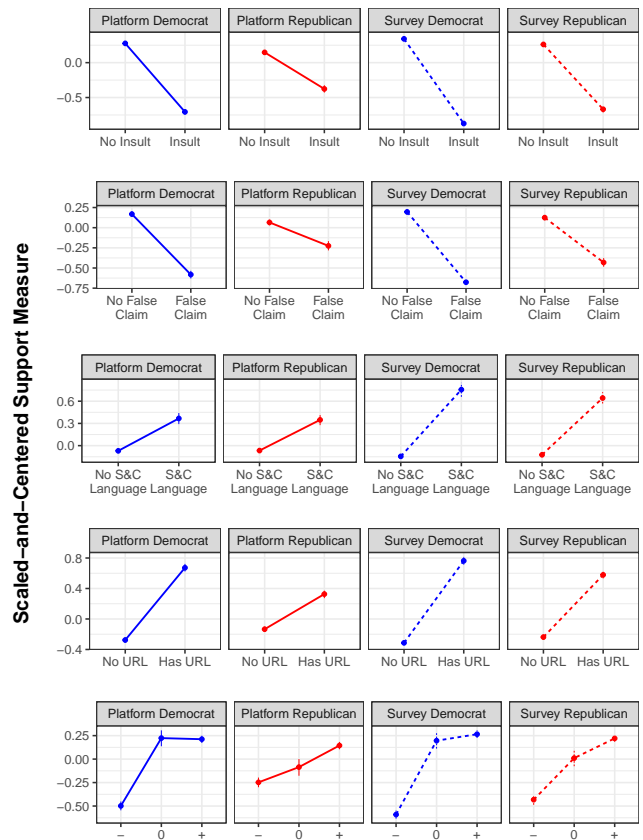 Scaled−and−Centered Support Measure
Platform Democrat Platform Republican Survey Democrat Survey Republican
0.0
−0.5
No Insult Insult No Insult Insult No Insult Insult No Insult Insult
Platform Democrat Platform Republican Survey Democrat Survey Republican
0.25
0.00
−0.25
−0.50
−0.75
No False False No False False No False False No False False
Claim Claim Claim Claim Claim Claim Claim Claim
Platform Democrat Platform Republican Survey Democrat Survey Republican
0.6
0.3
0.0
No S&C S&C No S&C S&C No S&C S&C No S&C S&C
Language Language Language Language Language Language Language Language
Platform Democrat Platform Republican Survey Democrat Survey Republican
0.8
0.4
0.0
−0.4
No URL Has URL No URL Has URL No URL Has URL No URL Has URL
Platform Democrat Platform Republican Survey Democrat Survey Republican
0.25
0.00
−0.25
−0.50
− 0 + − 0 + − 0 + − 0 +